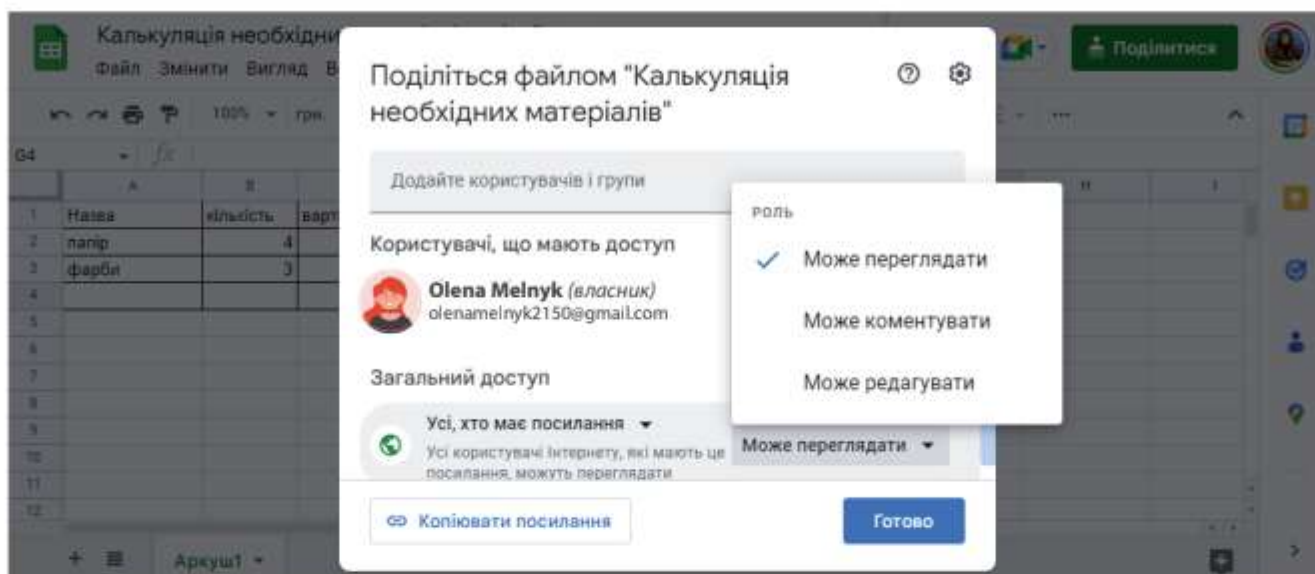 Калькуляція необхідни
Файл Змінити Вигляд В
Поділитися
100% грн.
G4 fx
A B H I
1 Назва кількість варт
2 папір 4
3 фарби 3
4
5
6
7
8
9
10
11
12
Аркуш1
Поділіться файлом "Калькуляція
необхідних матеріалів"
Додайте користувачів і групи
Користувачі, що мають доступ
Olena Melnyk (власник)
olenamelnyk2150@gmail.com
Загальний доступ
Усі, хто має посилання
Усі користувачі Інтернету, які мають це
посилання, можуть переглядати
РОЛЬ
Може переглядати
Може коментувати
Може редагувати
Може переглядати
Копіювати посилання
Готово